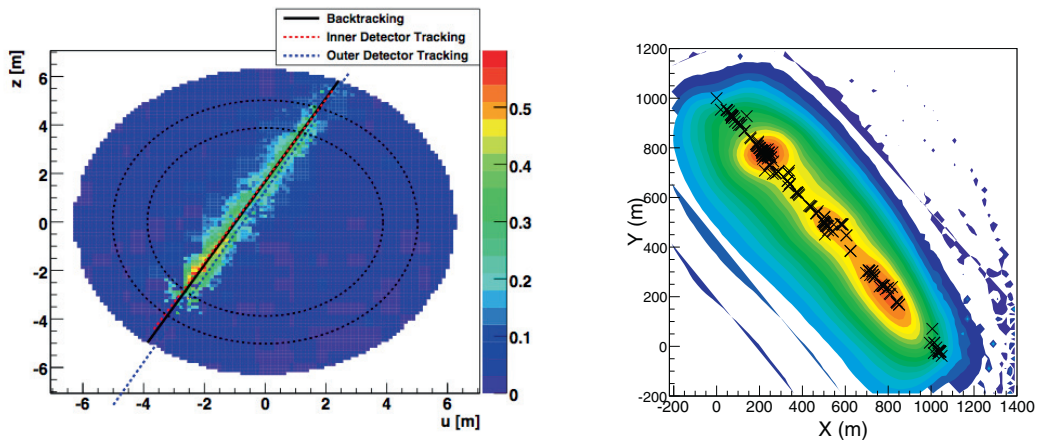 Backtracking
Inner Detector Tracking
Outer Detector Tracking
z [m]
6
4
2
0
-2
-4
-6
-6 -4 -2 0 2 4 6
u [m]
0.5
0.4
0.3
0.2
0.1
0
Y (m)
1200
1000
800
600
400
200
0
-200
-200 0 200 400 600 800 1000 1200 1400
X (m)